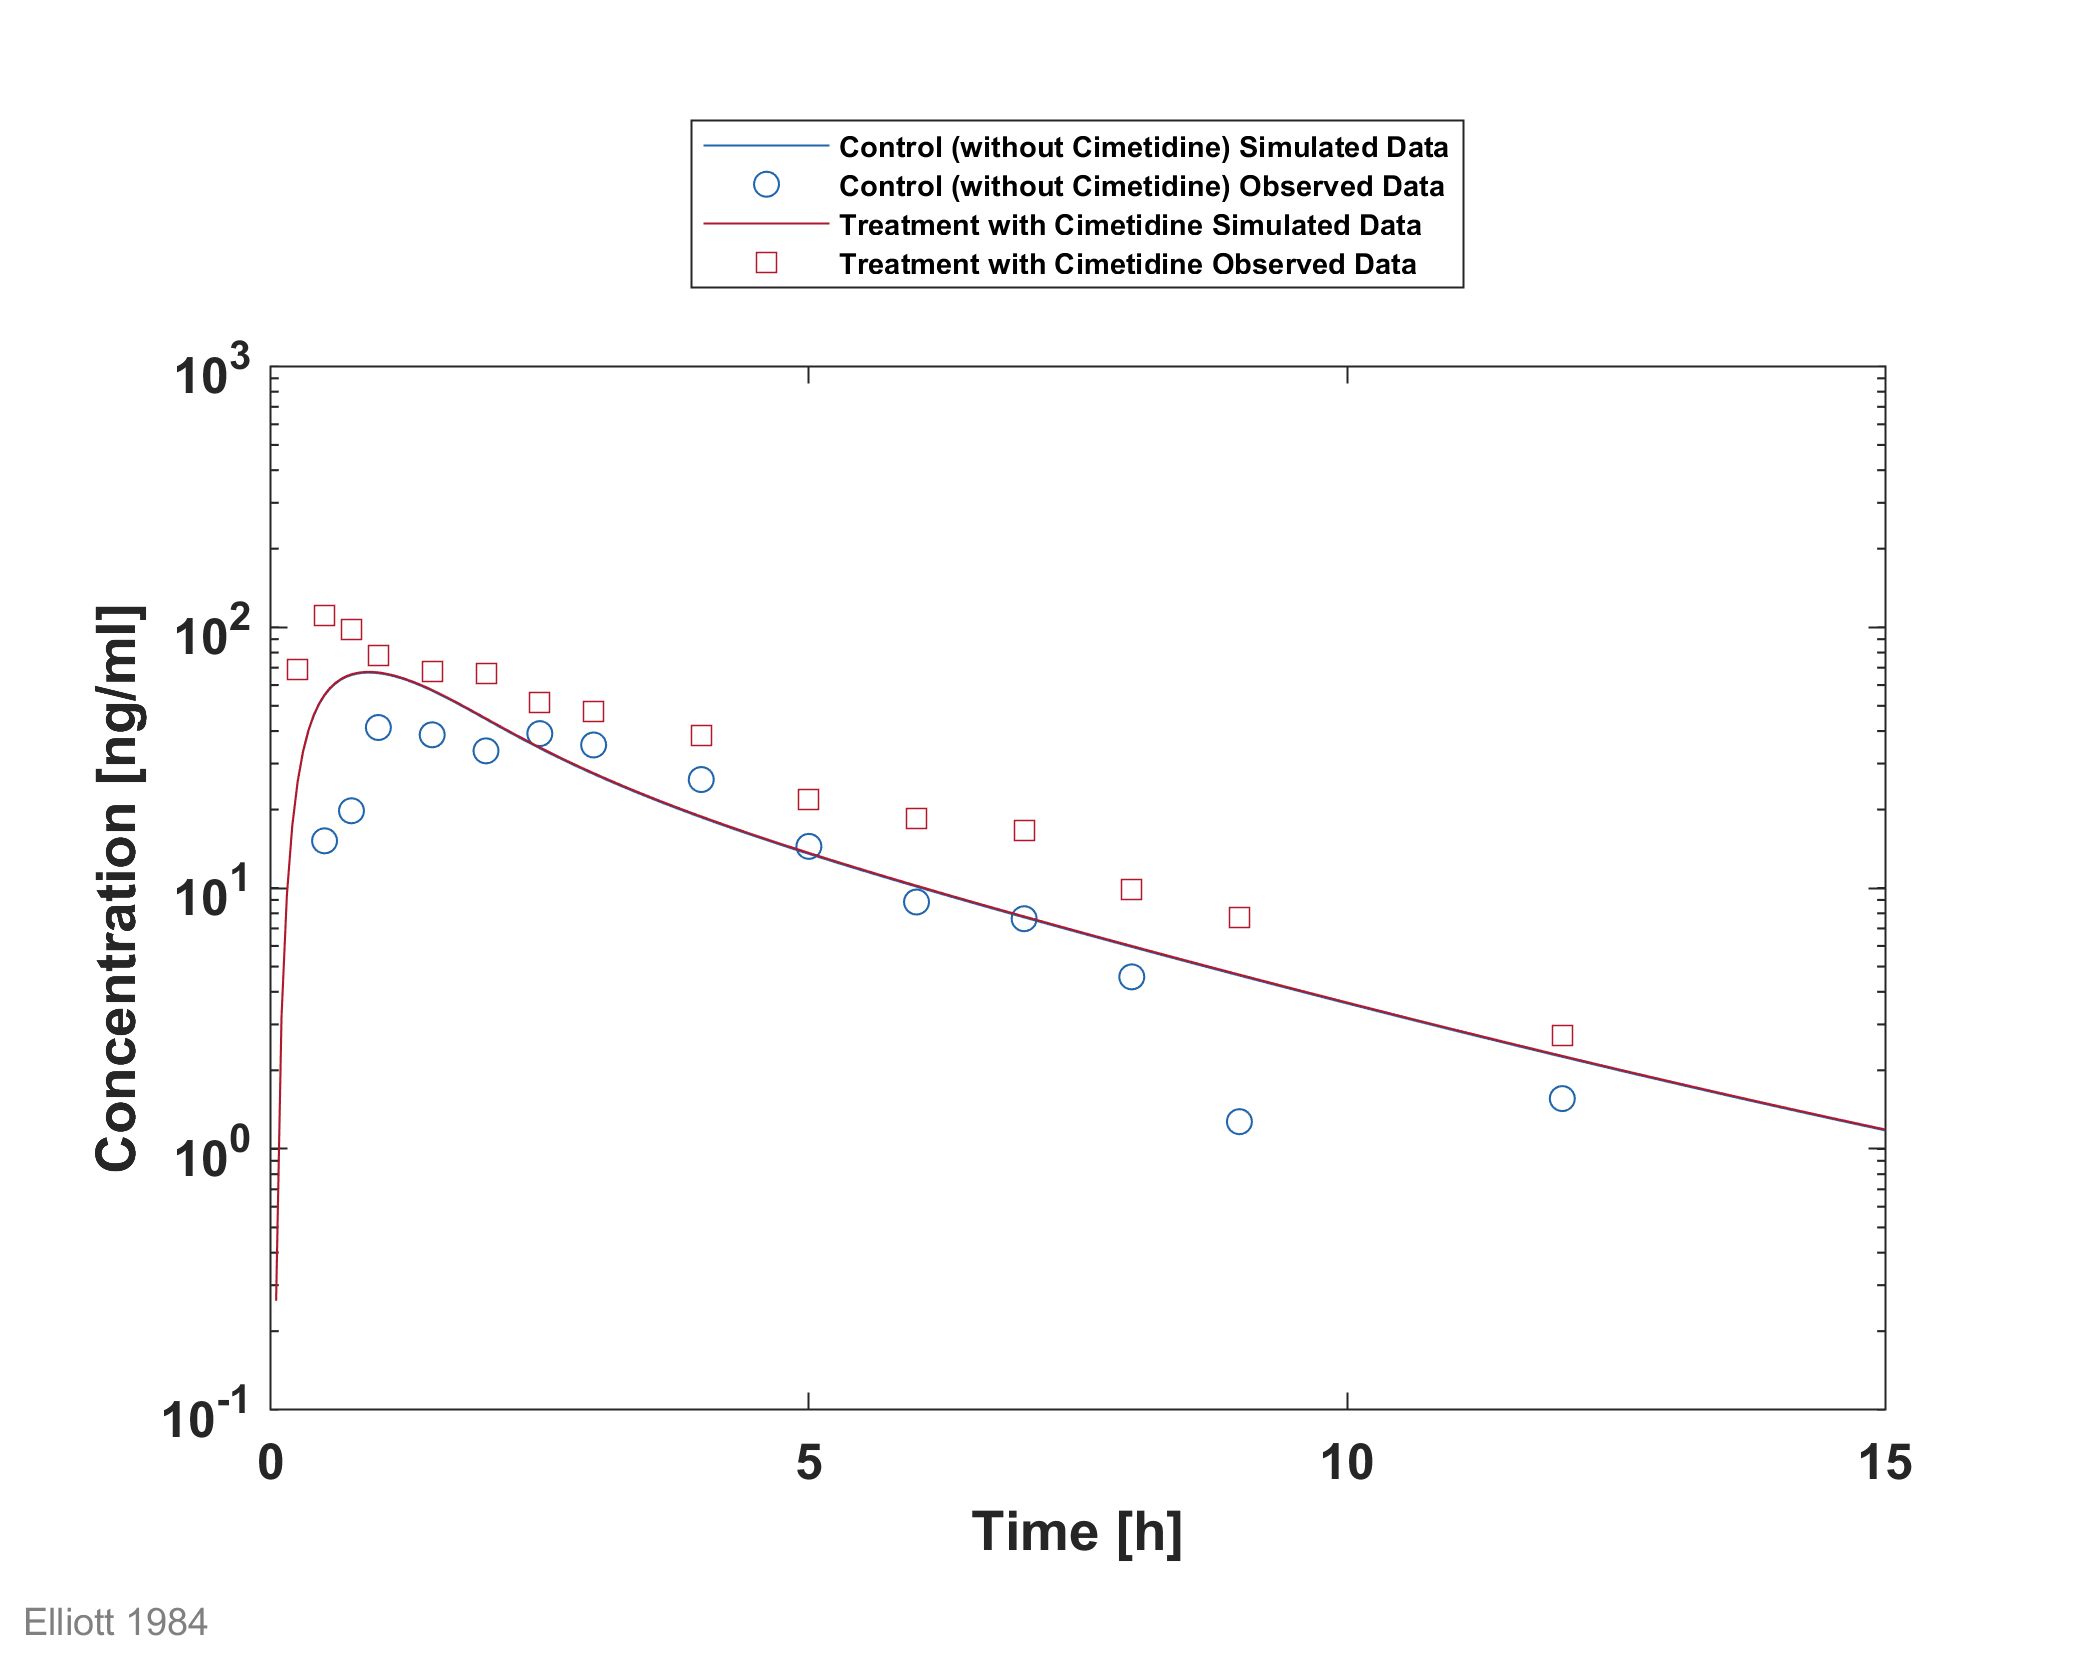 Control (without Cimetidine) Simulated Data
Control (without Cimetidine) Observed Data
Treatment with Cimetidine Simulated Data
Treatment with Cimetidine Observed Data
10^3
10^2
10^1
10^0
10^-1
Concentration [ng/ml]
0 5 10 15
Time [h]
Elliott 1984